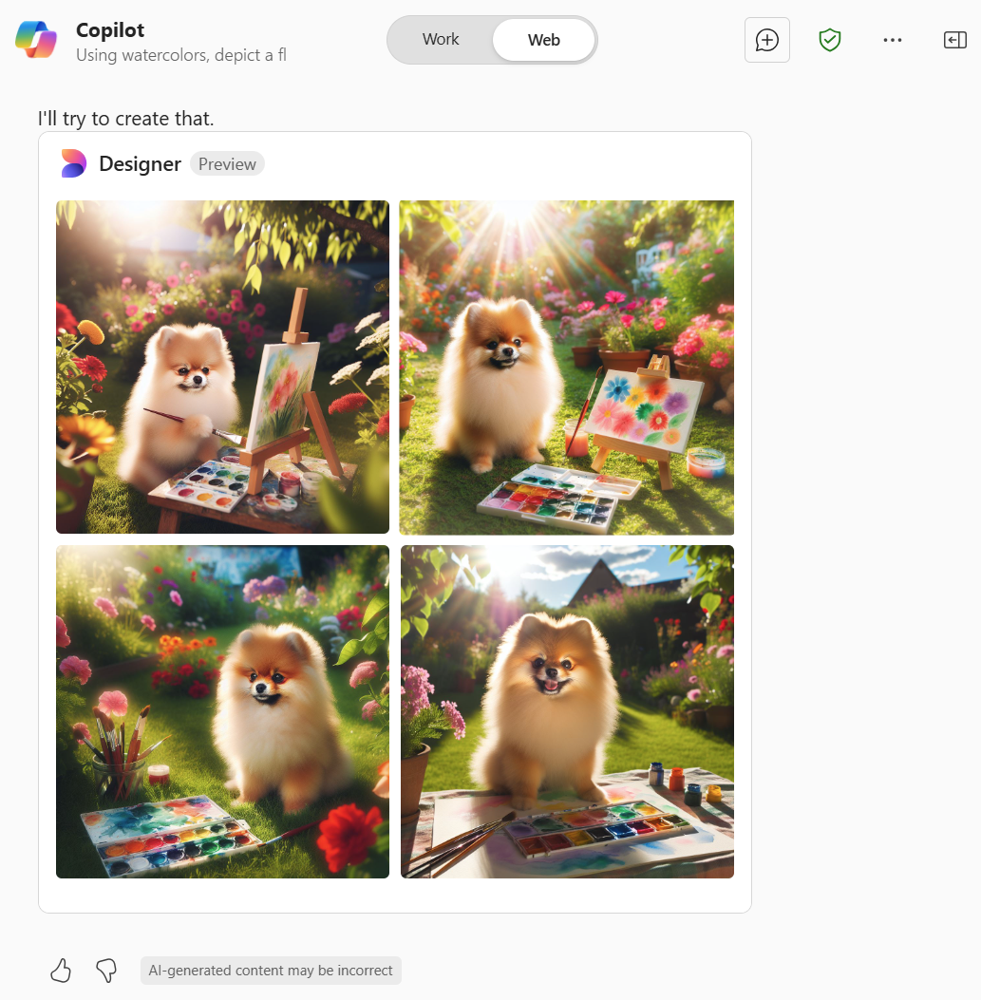 Copilot
Using watercolors, depict a fl
Work
Web
I'll try to create that.
Designer Preview
AI-generated content may be incorrect